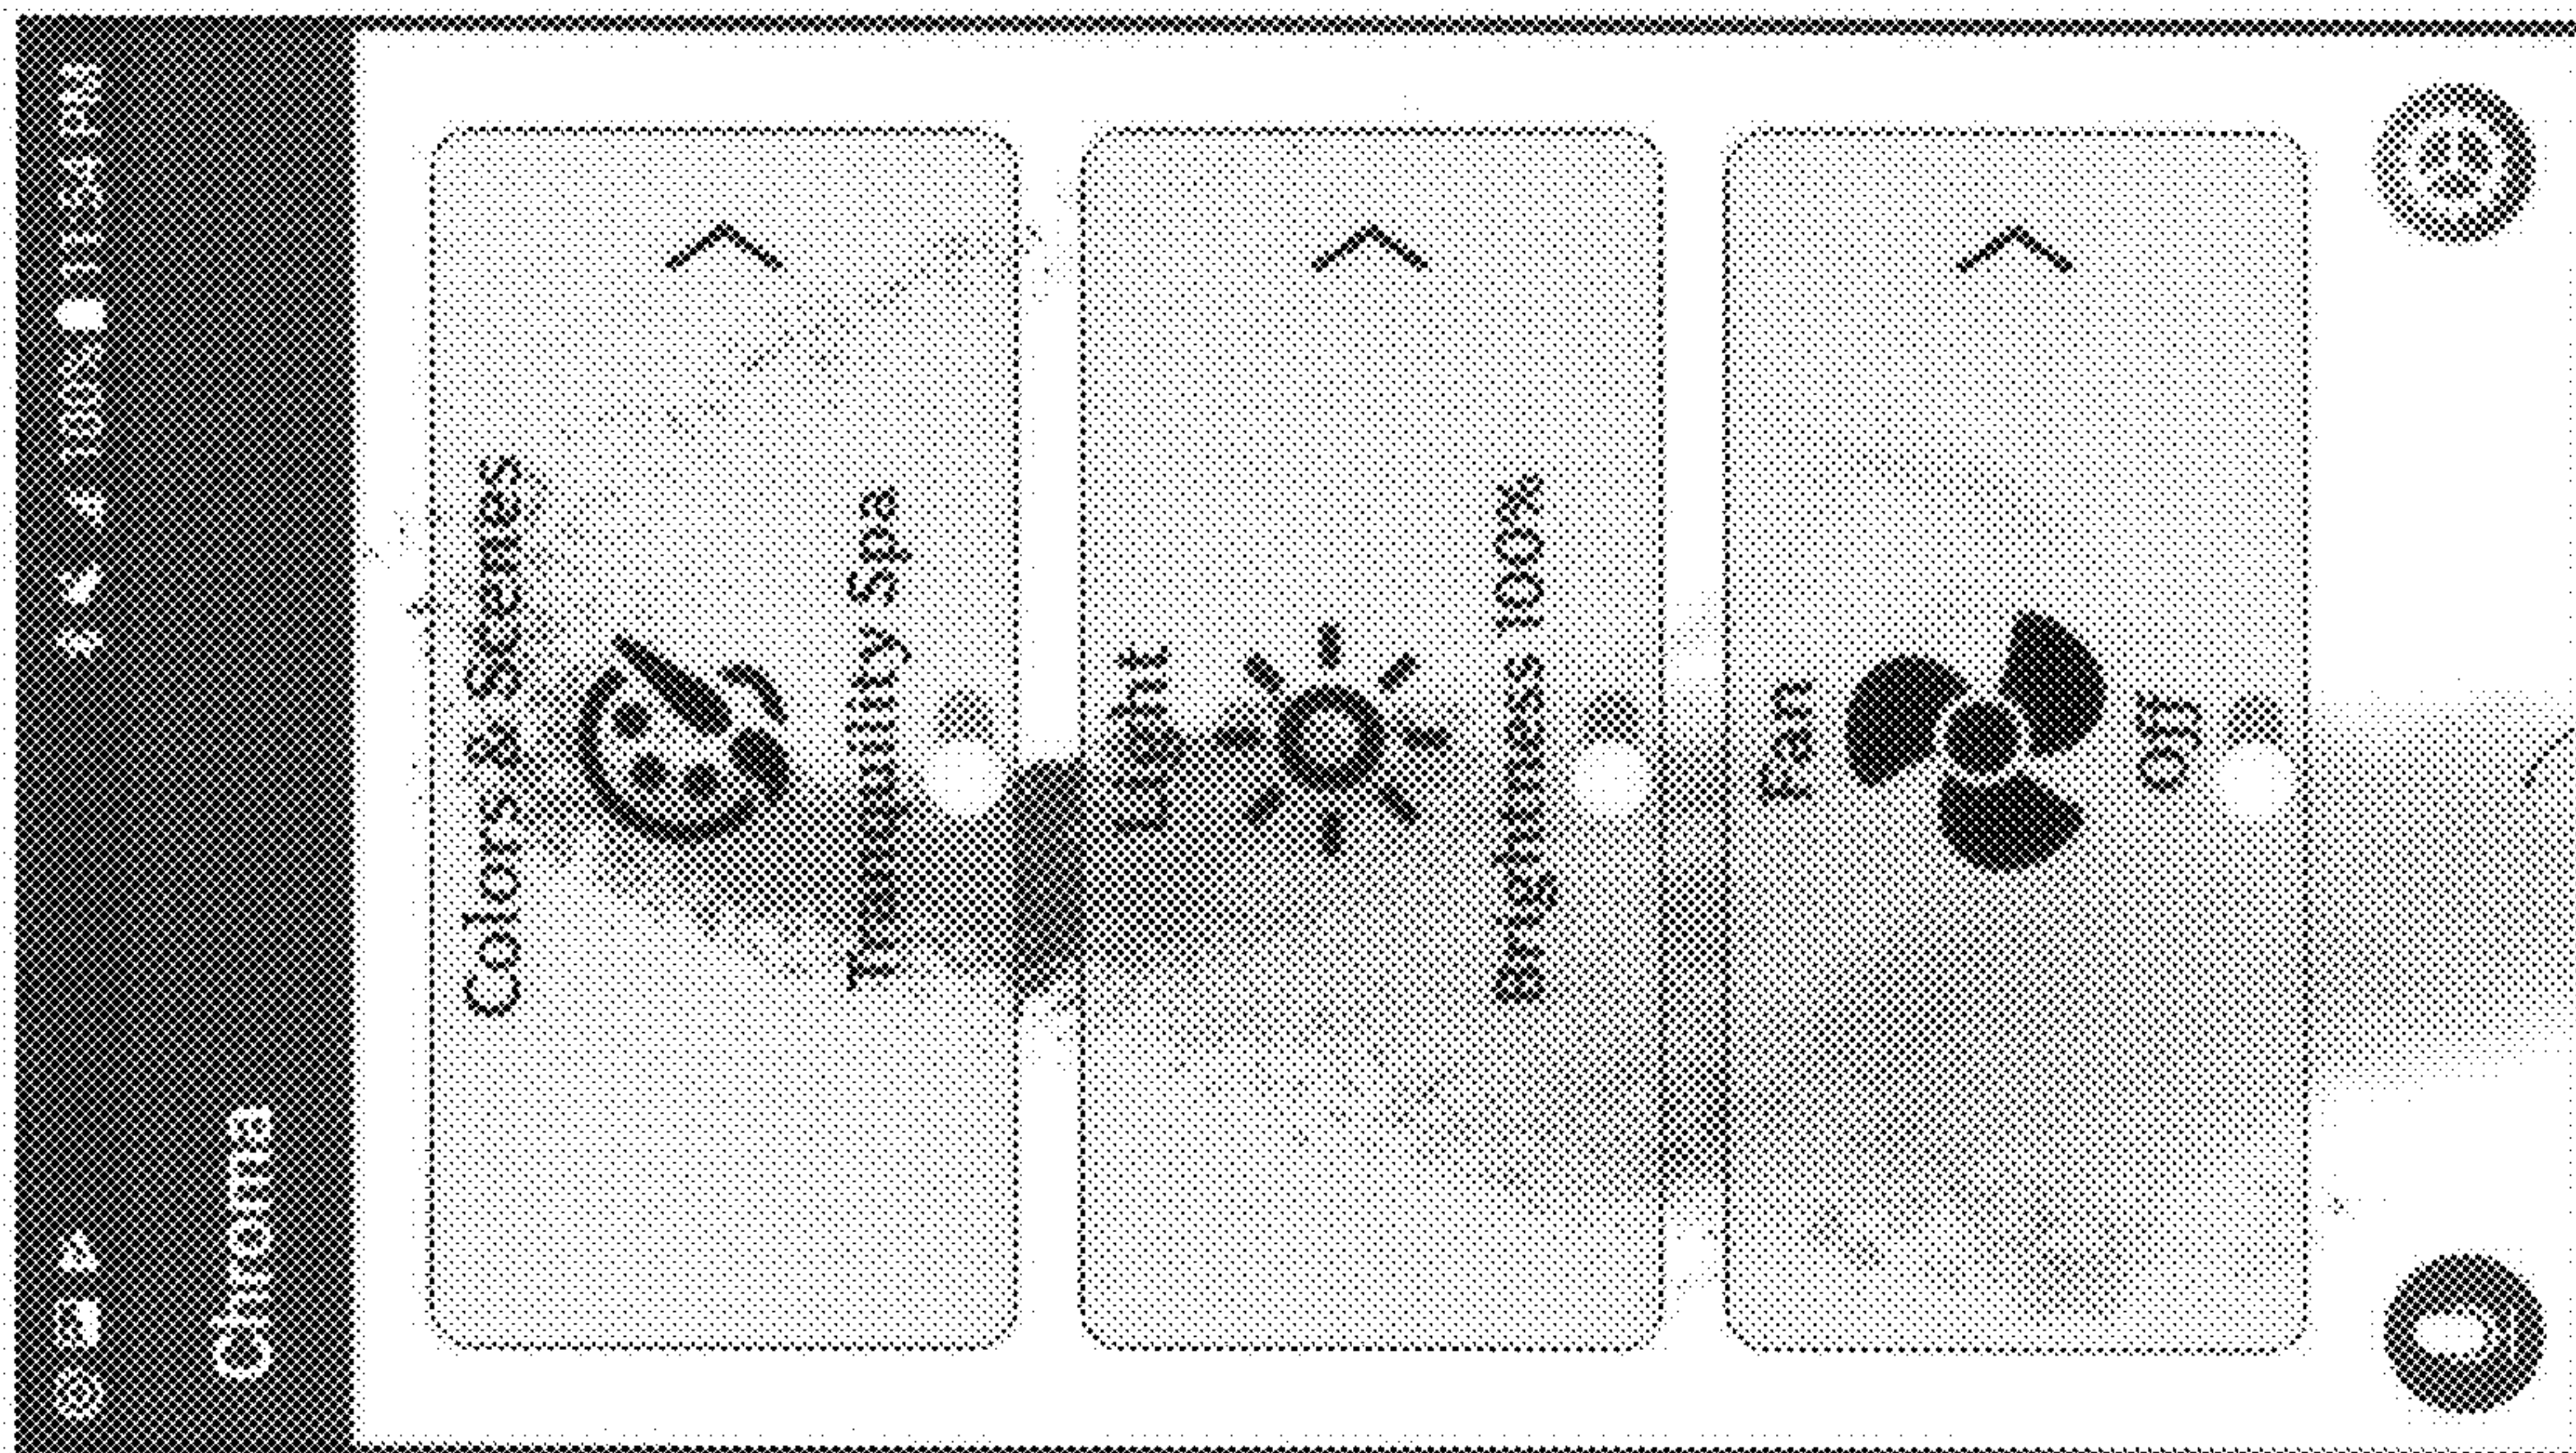 100% 11:34 PM
Chroma
Colors & Scenes
Tranquility Spa
Light
Brightness 100%
Fan
Off